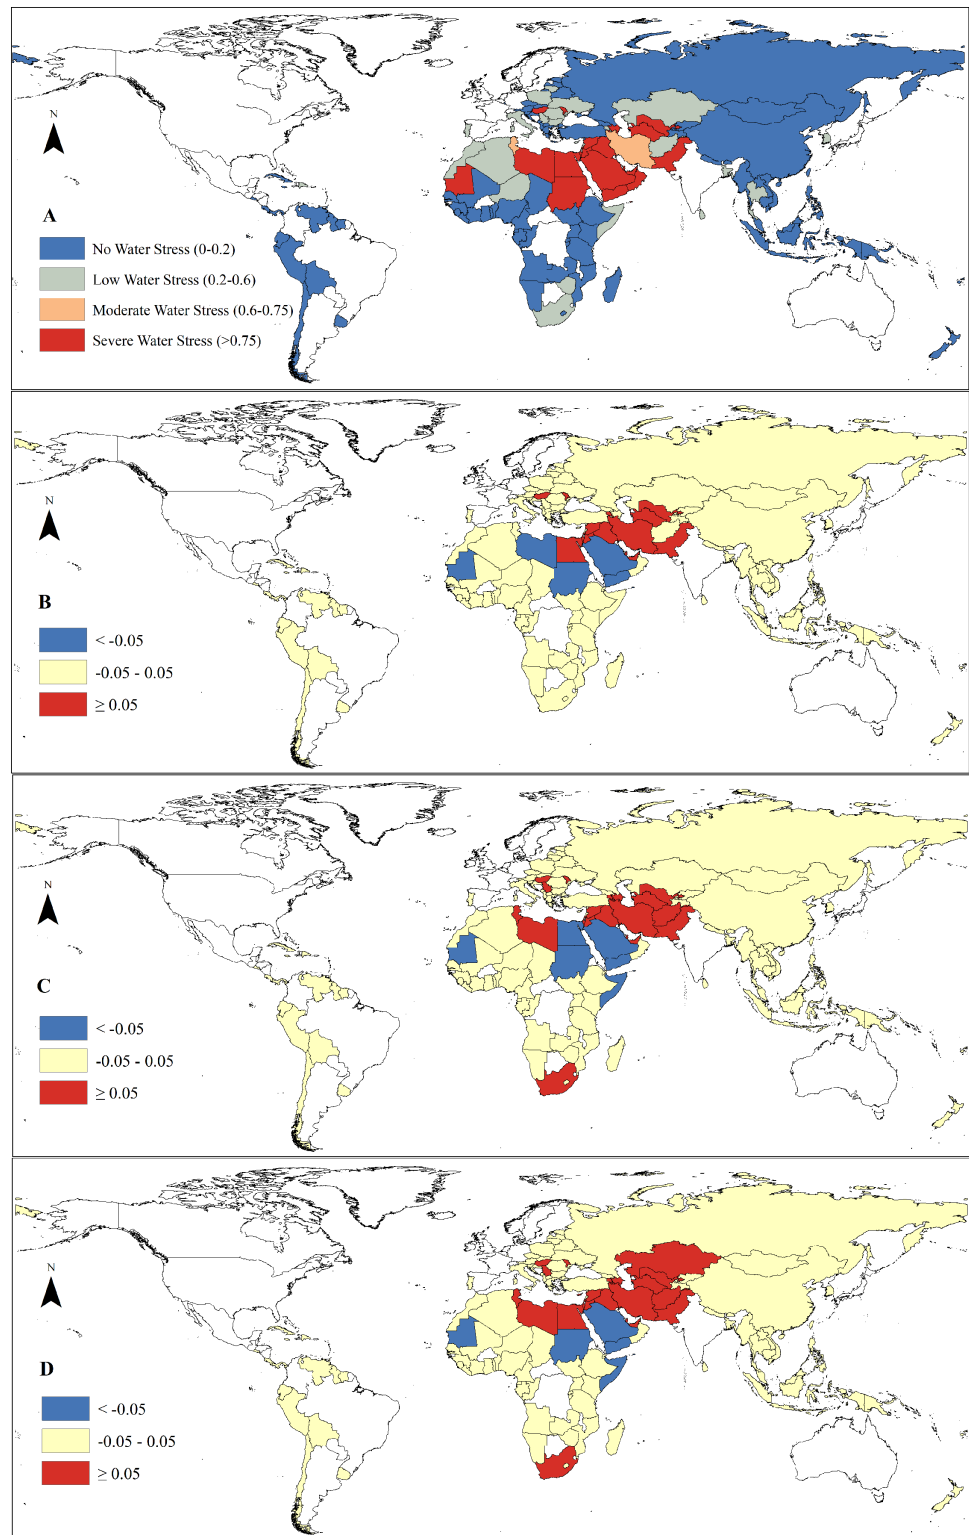 N
A
No Water Stress (0-0.2)
Low Water Stress (0.2-0.6)
Moderate Water Stress (0.6-0.75)
Severe Water Stress (>0.75)
N
B
< -0.05
-0.05 - 0.05
≥ 0.05
N
C
< -0.05
-0.05 - 0.05
≥ 0.05
N
D
< -0.05
-0.05 - 0.05
≥ 0.05